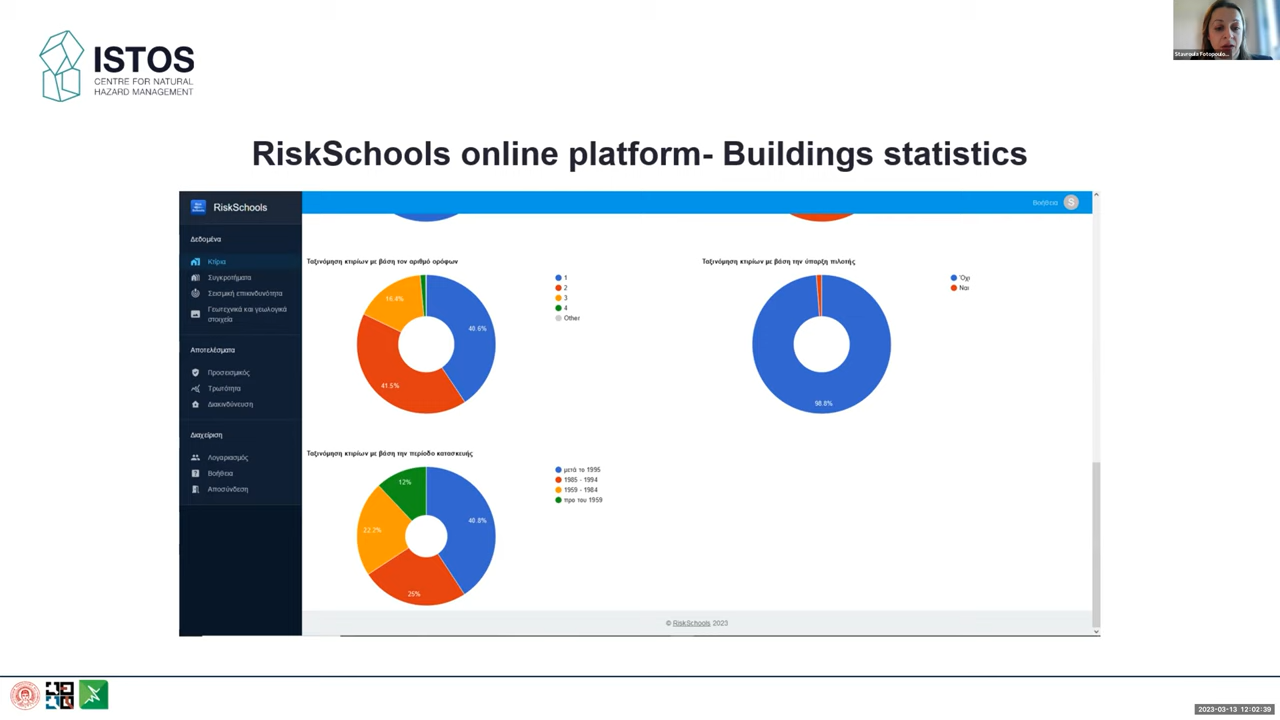 Stavroula Fotopoulo...
ISTOS
CENTRE FOR NATURAL
HAZARD MANAGEMENT
RiskSchools online platform- Buildings statistics
RiskSchools
Βοήθεια
S
Δεδομένα
Κτίρια
Συγκροτήματα
Σεισμική επικινδυνότητα
Γεωτεχνικά και γεωλογικά
στοιχεία
Αποτελέσματα
Προσεισμικός
Τρωτότητα
Διακινδύνευση
Διαχείριση
Λογαριασμός
Βοήθεια
Αποσύνδεση
Ταξινόμηση κτιρίων με βάση τον αριθμό ορόφων
40.6%
41.5%
16.4%
1
2
3
4
Other
Ταξινόμηση κτιρίων με βάση την ύπαρξη πιλοτής
98.8%
Όχι
Ναι
Ταξινόμηση κτιρίων με βάση την περίοδο κατασκευής
12%
40.8%
22.2%
25%
μετά το 1995
1985 - 1994
1959 - 1984
προ του 1959
© RiskSchools 2023
2023-03-13 12:02:39